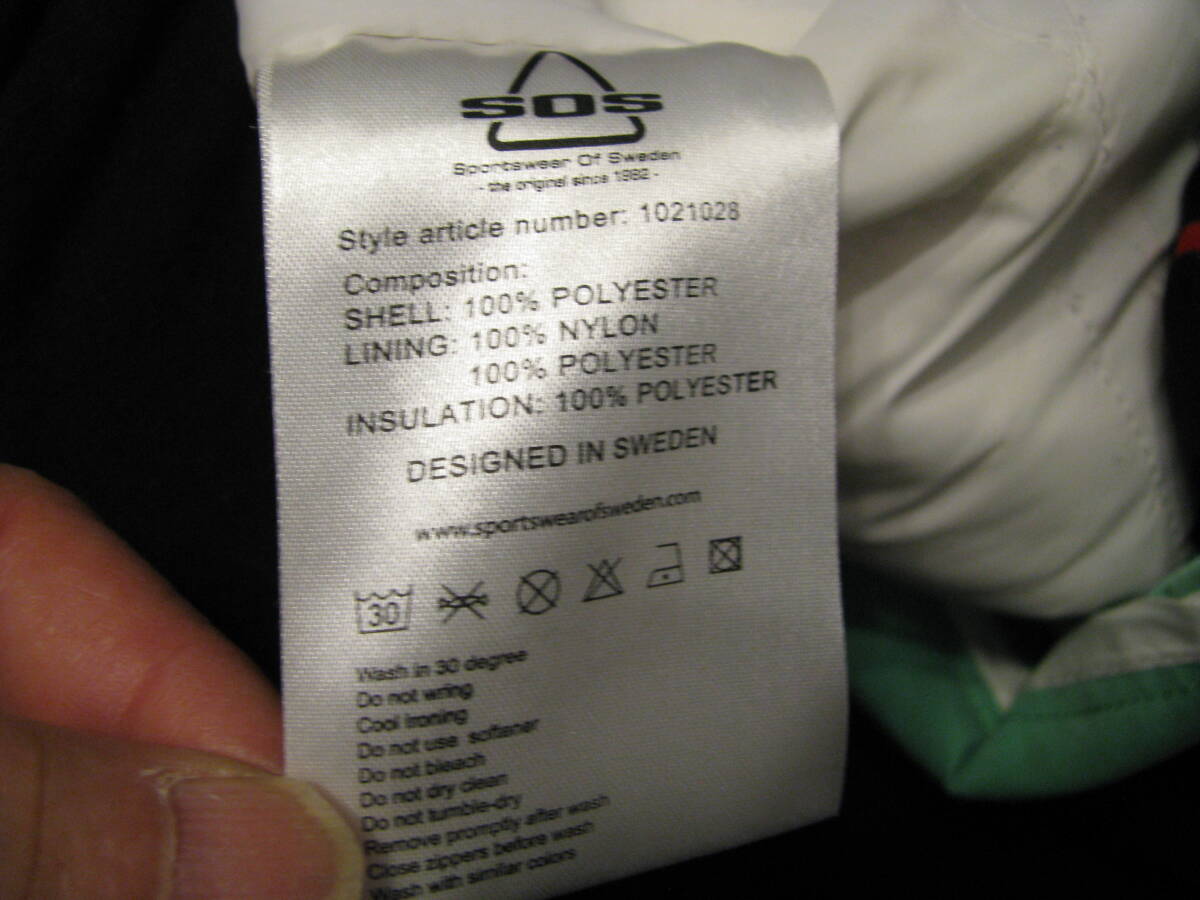 SOS
Sportswear Of Sweden
- the original since 1982 -
Style article number: 1021028
Composition:
SHELL: 100% POLYESTER
LINING: 100% NYLON
100% POLYESTER
INSULATION: 100% POLYESTER
DESIGNED IN SWEDEN
www.sportswearofsweden.com
30
Wash in 30 degree
Do not wring
Cool Ironing
Do not use softener
Do not bleach
Do not dry clean
Do not tumble-dry
Remove promptly after wash
Close zippers before wash
Wash with similar colors